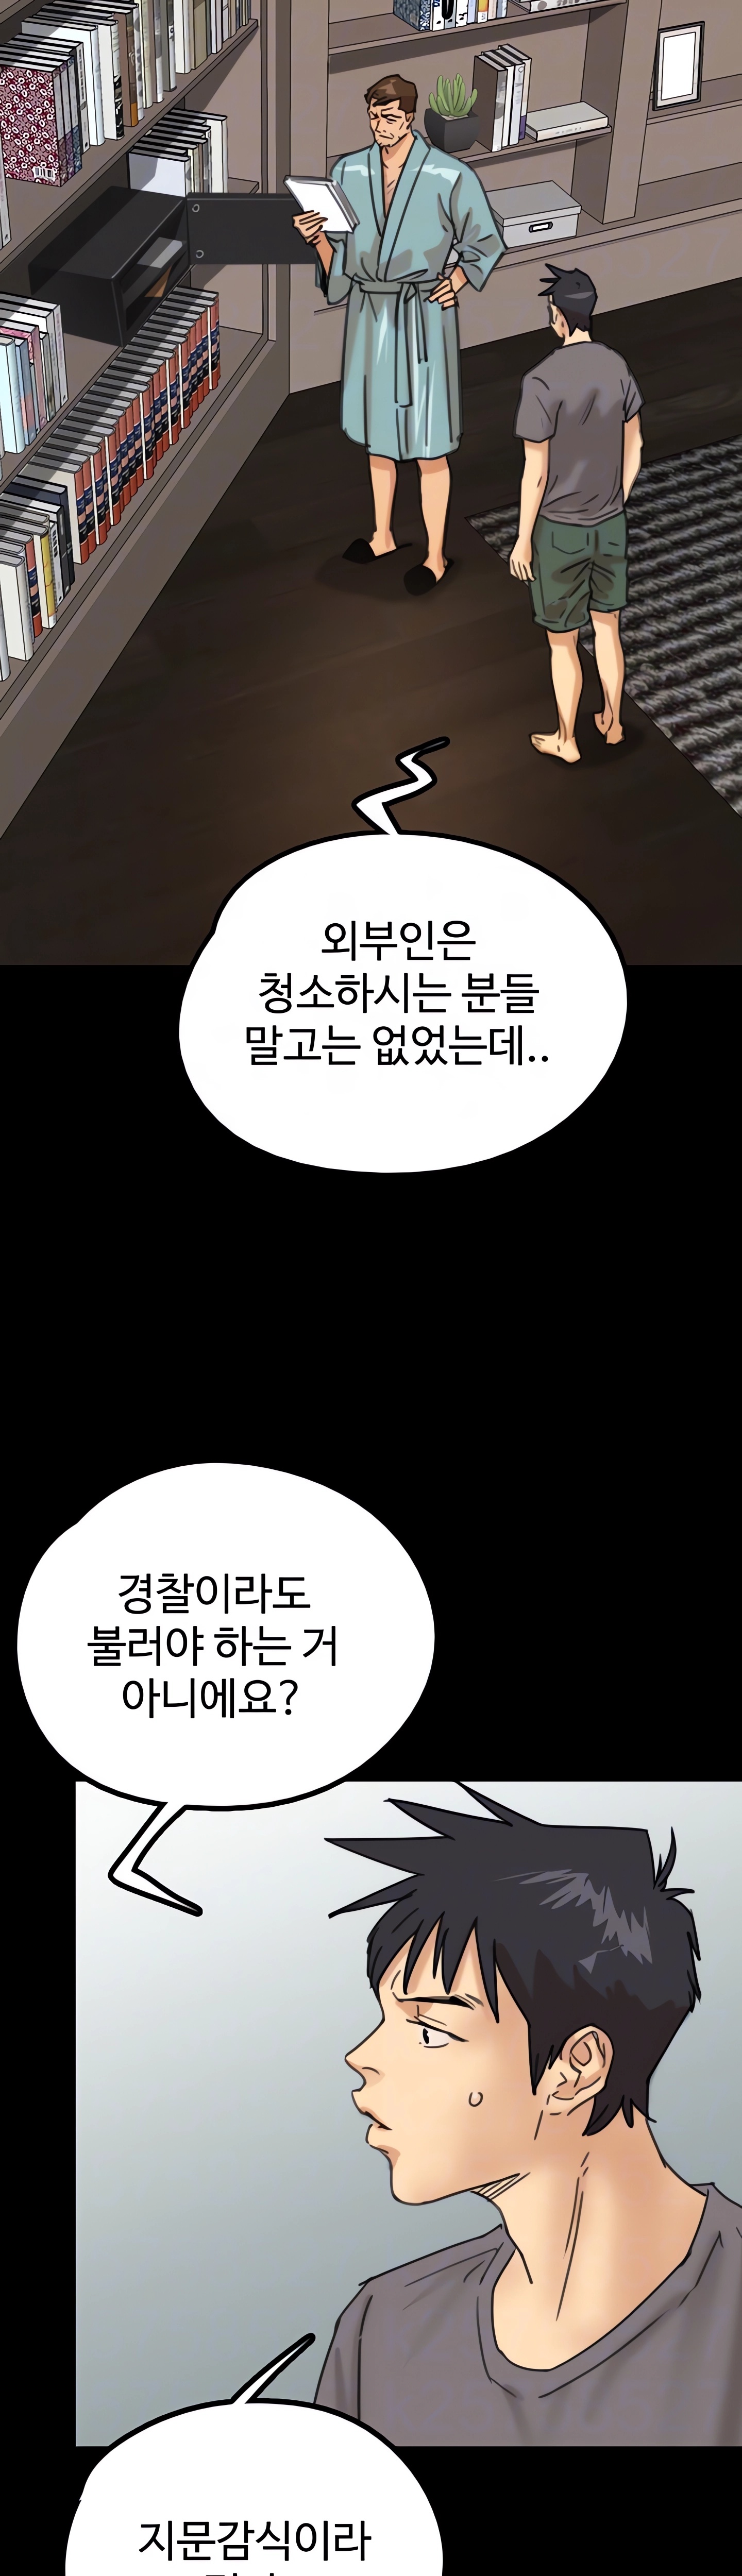 외부인은
청소하시는 분들
말고는 없었는데..
경찰이라도
불러야 하는 거
아니에요?
지문감식이라